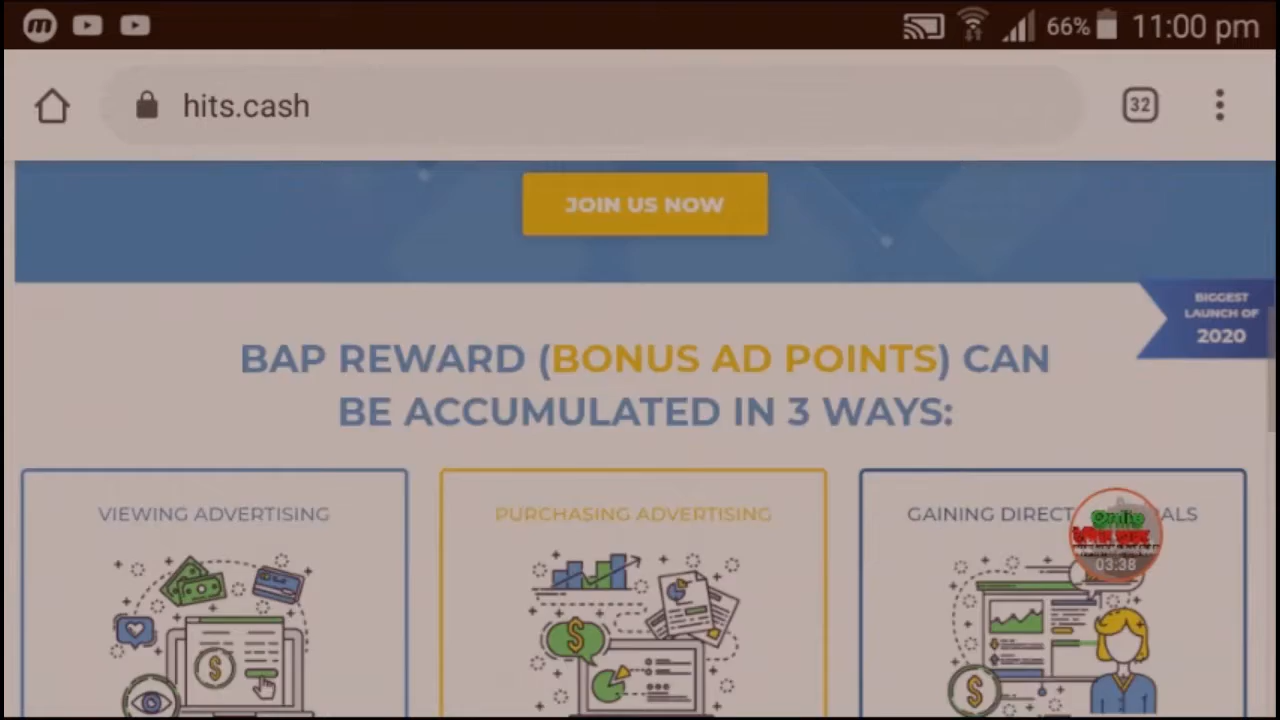 66% 11:00 pm
hits.cash
32
JOIN US NOW
BIGGEST
LAUNCH OF
2020
BAP REWARD (BONUS AD POINTS) CAN
BE ACCUMULATED IN 3 WAYS:
VIEWING ADVERTISING
PURCHASING ADVERTISING
GAINING DIRECT ALS
03:38